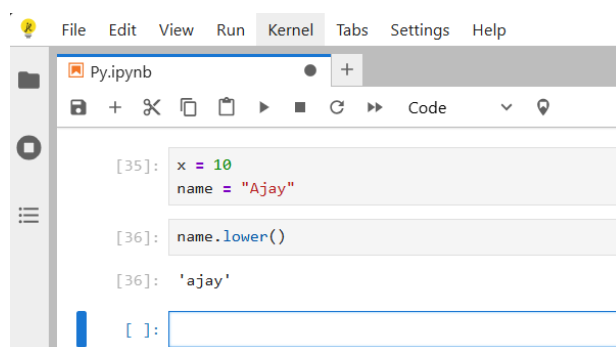 File Edit View Run Kernel Tabs Settings Help
Py.ipynb
Code
[35]: x = 10
name = "Ajay"
[36]: name.lower()
[36]: 'ajay'
[ ]: